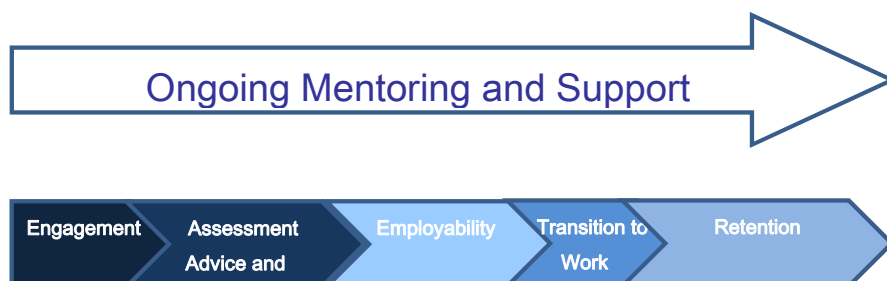 Ongoing Mentoring and Support
Engagement
Assessment
Advice and
Employability
Transition to
Work
Retention